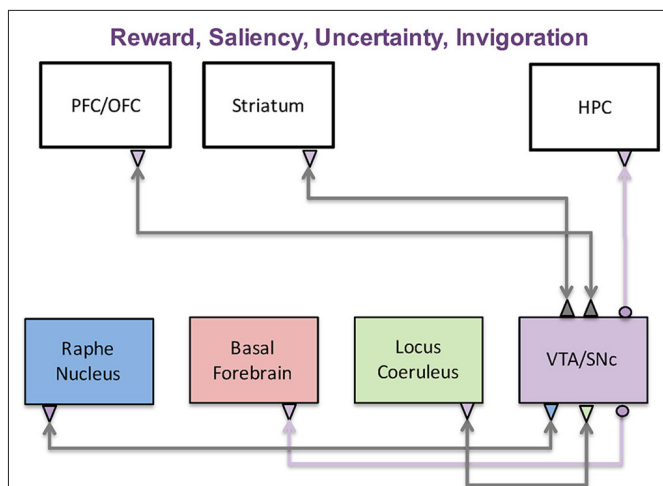 Reward, Saliency, Uncertainty, Invigoration
PFC/OFC
Striatum
HPC
Raphe
Nucleus
Basal
Forebrain
Locus
Coeruleus
VTA/SNc